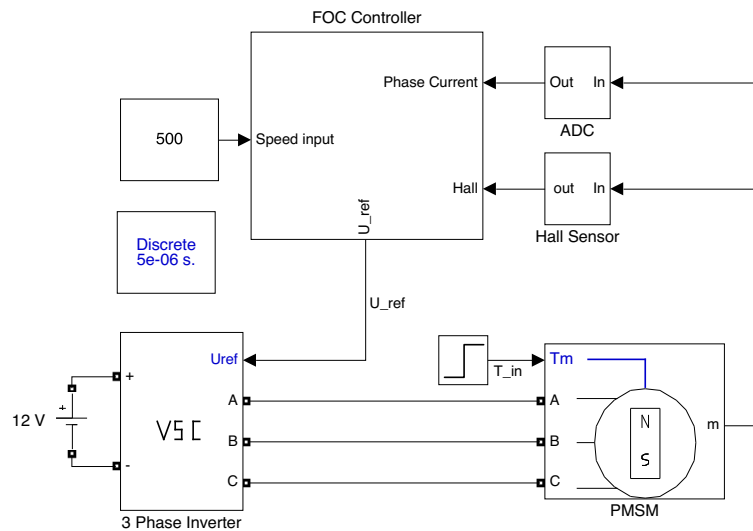 FOC Controller
Phase Current
Out In
ADC
500
Speed input
Hall
out In
Hall Sensor
U_ref
Discrete
5e-06 s.
U_ref
Uref
Tm
T_in
+
+
A
A
12 V
VSC
B
B
N
S
m
-
C
C
3 Phase Inverter
PMSM